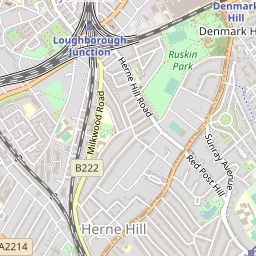 Denmark
Hill
Denmark H
Loughborough
Junction
Ruskin
Park
Herne Hill Road
Milkwood Road
Sunray Avenue
Red Post Hill
B222
Herne Hill
A2214